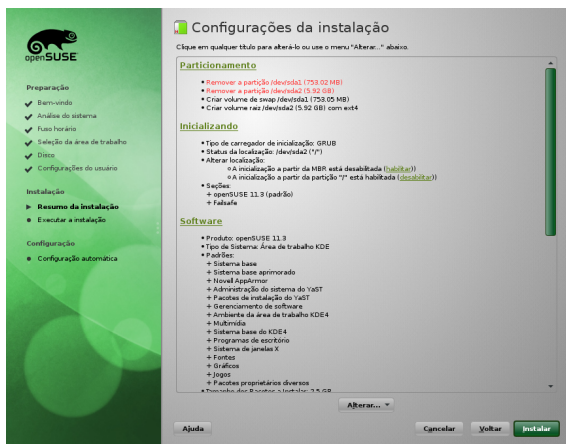 openSUSE
Preparação
Bem-vindo
Análise do sistema
Fuso horário
Seleção da área de trabalho
Disco
Configurações do usuário
Instalação
Resumo da instalação
Executar a instalação
Configuração
Configuração automática
Configurações da instalação
Clique em qualquer título para alterá-lo ou use o menu "Alterar..." abaixo.
Particionamento
Remover a partição /dev/sda1 (753.02 MB)
Remover a partição /dev/sda2 (5.92 GB)
Criar volume de swap /dev/sda1 (753.05 MB)
Criar volume raiz /dev/sda2 (5.92 GB) com ext4
Inicializando
Tipo de carregador de inicialização: GRUB
Status da localização: /dev/sda2 ("/")
Alterar localização:
A inicialização a partir da MBR está desabilitada (habilitar))
A inicialização a partir da partição "/" está habilitada (desabilitar))
Seções:
+ openSUSE 11.3 (padrão)
+ Failsafe
Software
Produto: openSUSE 11.3
Tipo de Sistema: Área de trabalho KDE
Padrões:
+ Sistema base
+ Sistema base aprimorado
+ Novell AppArmor
+ Administração do sistema do YaST
+ Pacotes de instalação do YaST
+ Gerenciamento de software
+ Ambiente da área de trabalho KDE4
+ Multimídia
+ Sistema base do KDE4
+ Programas de escritório
+ Sistema de janelas X
+ Fontes
+ Gráficos
+ Jogos
+ Pacotes proprietários diversos
Tamanho dos Pacotes a Instalar: 2.5 GB
Alterar...
Ajuda
Cancelar
Voltar
Instalar